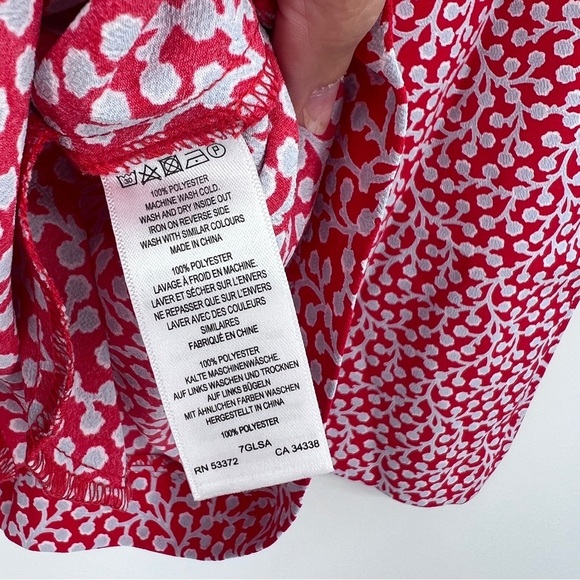 100% POLYESTER
MACHINE WASH COLD.
WASH AND DRY INSIDE OUT
IRON ON REVERSE SIDE
WASH WITH SIMILAR COLOURS
MADE IN CHINA
100% POLYESTER
LAVAGE À FROID EN MACHINE.
LAVER ET SÉCHER SUR L'ENVERS
NE REPASSER QUE SUR L'ENVERS
LAVER AVEC DES COULEURS
SIMILAIRES
FABRIQUÉ EN CHINE
100% POLYESTER
KALTE MASCHINENWÄSCHE
AUF LINKS WASCHEN UND TROCKNEN
AUF LINKS BÜGELN
MIT ÄHNLICHEN FARBEN WASCHEN
HERGESTELLT IN CHINA
100% POLYESTER
7GLSA
RN 53372 CA 34338